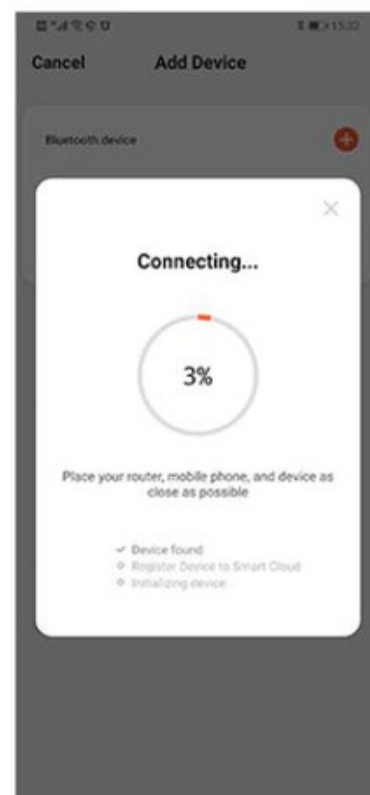 15:32
Cancel
Add Device
Bluetooth device
Connecting...
3%
Place your router, mobile phone, and device as
close as possible
Device found
Register Device to Smart Cloud
Initializing device...